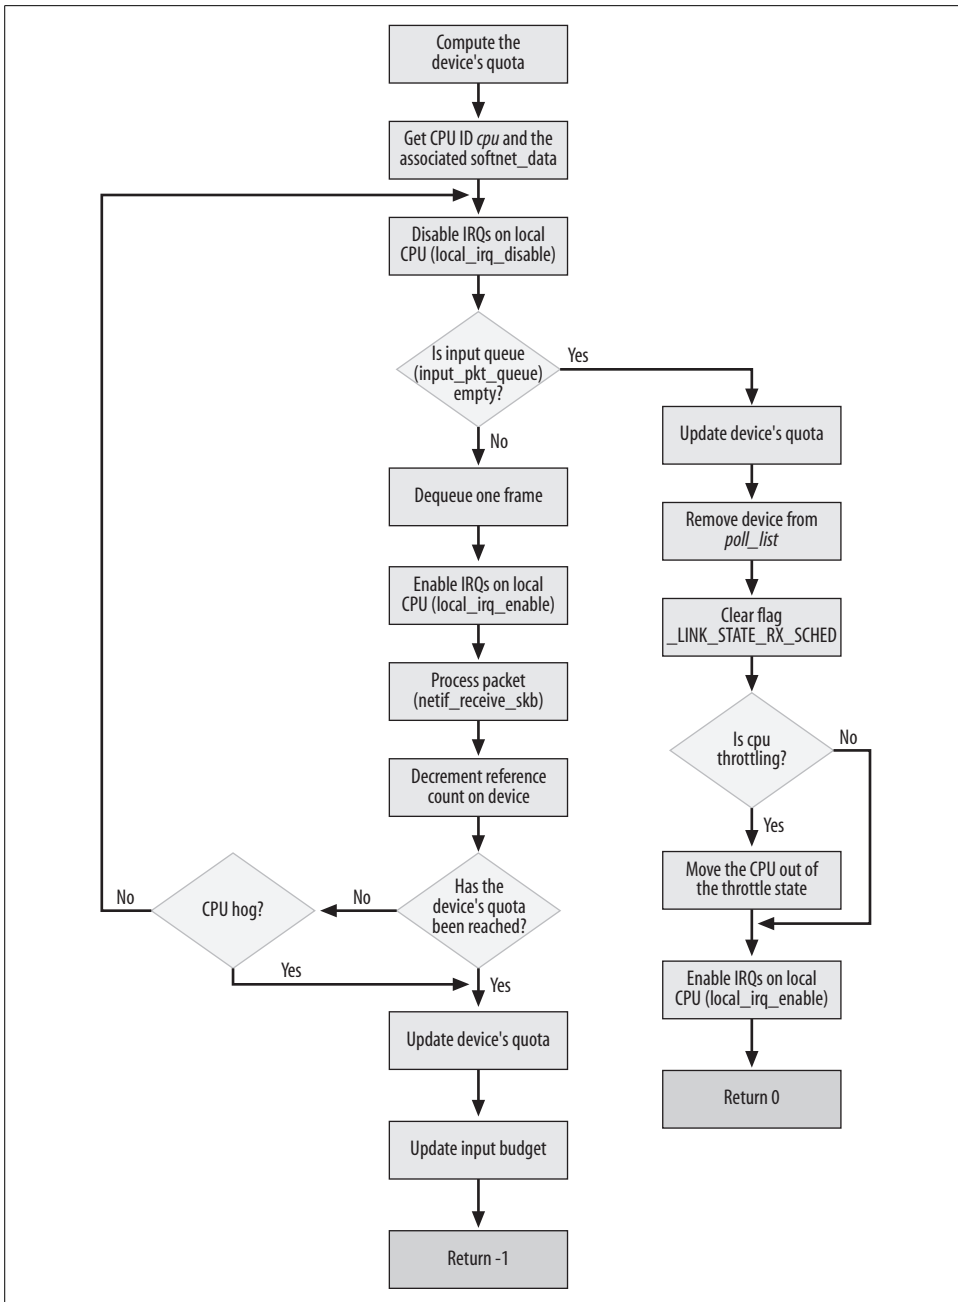 Compute the
device's quota
Get CPU ID cpu and the
associated softnet_data
Disable IRQs on local
CPU (local_irq_disable)
Is input queue
(input_pkt_queue)
empty?
Yes
No
Update device's quota
Dequeue one frame
Remove device from
poll_list
Enable IRQs on local
CPU (local_irq_enable)
Clear flag
_LINK_STATE_RX_SCHED
Process packet
(netif_receive_skb)
Is cpu
throttling?
No
Yes
Decrement reference
count on device
Move the CPU out of
the throttle state
Has the
device's quota
been reached?
No
CPU hog?
No
Yes
Yes
Enable IRQs on local
CPU (local_irq_enable)
Update device's quota
Return 0
Update input budget
Return -1